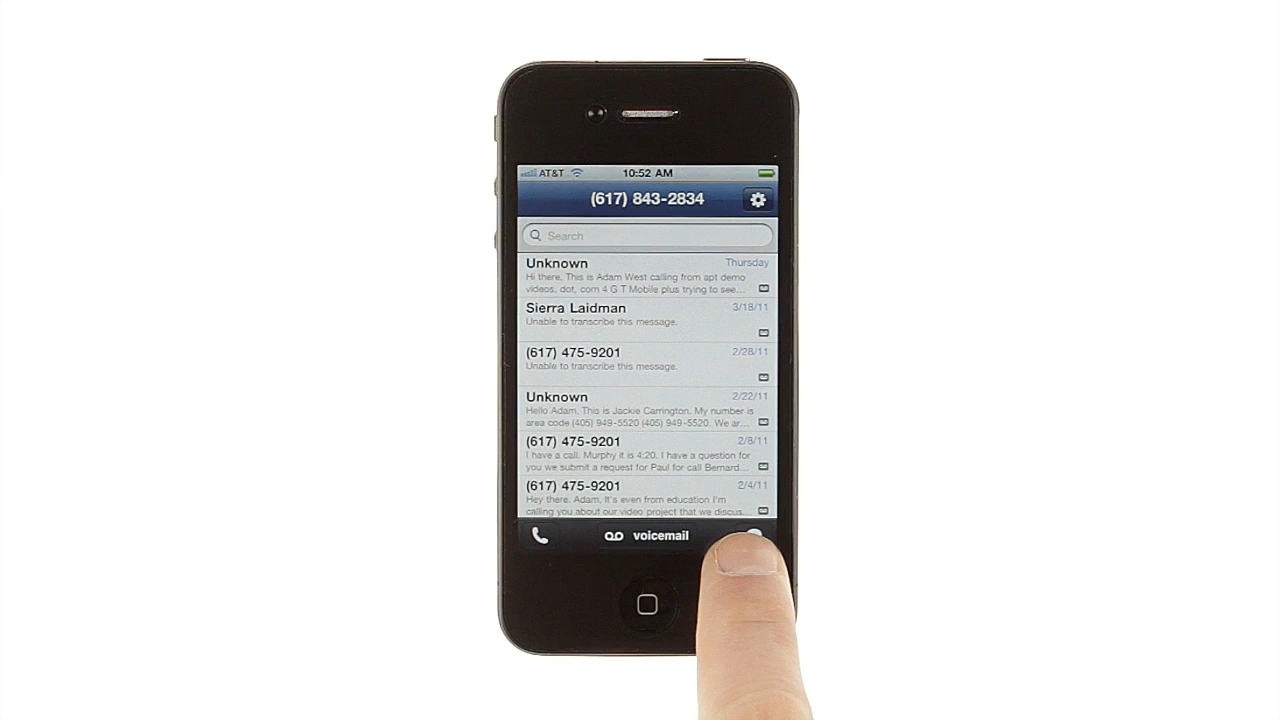 AT&T 10:52 AM
(617) 843-2834
Search
Unknown Thursday
Hi there, This is Adam West calling from apt demo
videos, dot, com 4 G T Mobile plus trying to see...
Sierra Laidman 3/18/11
Unable to transcribe this message.
(617) 475-9201 2/28/11
Unable to transcribe this message.
Unknown 2/22/11
Hello Adam, This is Jackie Carrington. My number is
area code (405) 949-5520 (405) 949-5520. We ar...
(617) 475-9201 2/8/11
I have a call. Murphy it is 4:20. I have a question for
you we submit a request for Paul for call Bernard...
(617) 475-9201 2/4/11
Hey there. Adam, It's even from education I'm
calling you about our video project that we discus...
voicemail